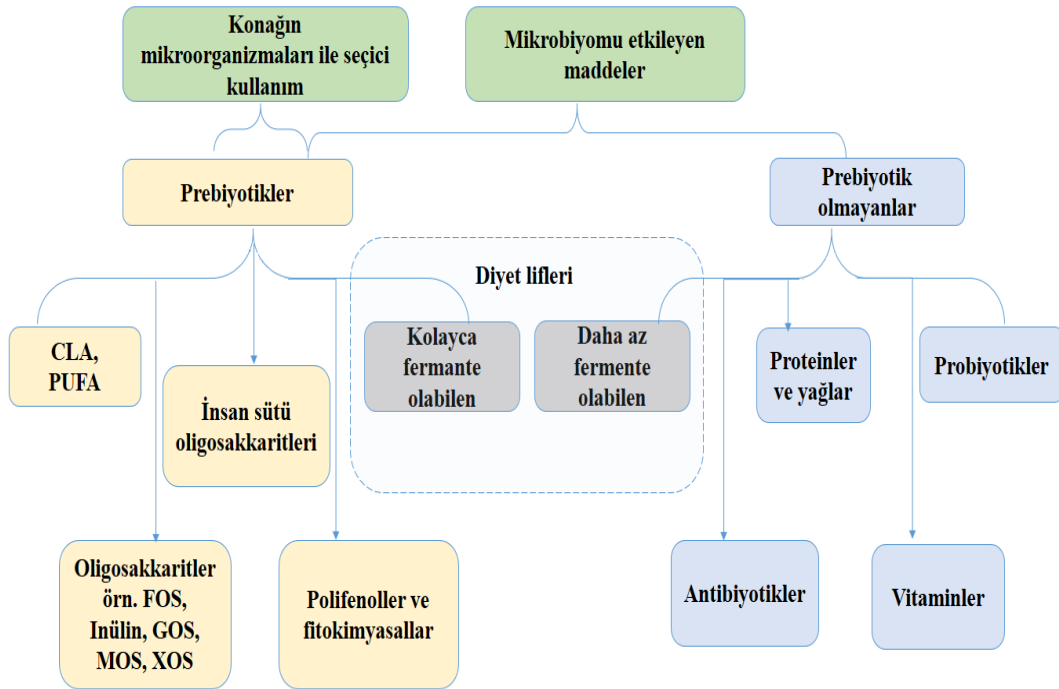 Konağın
mikroorganizmaları ile seçici
kullanım
Mikrobiyomu etkileyen
maddeler
Prebiyotikler
Prebiyotik
olmayanlar
Diyet lifleri
CLA,
PUFA
İnsan sütü
oligosakkaritleri
Kolayca
fermante
olabilen
Daha az
fermente
olabilen
Proteinler
ve yağlar
Probiyotikler
Oligosakkaritler
örn. FOS,
Inülin, GOS,
MOS, XOS
Polifenoller ve
fitokimyasallar
Antibiyotikler
Vitaminler